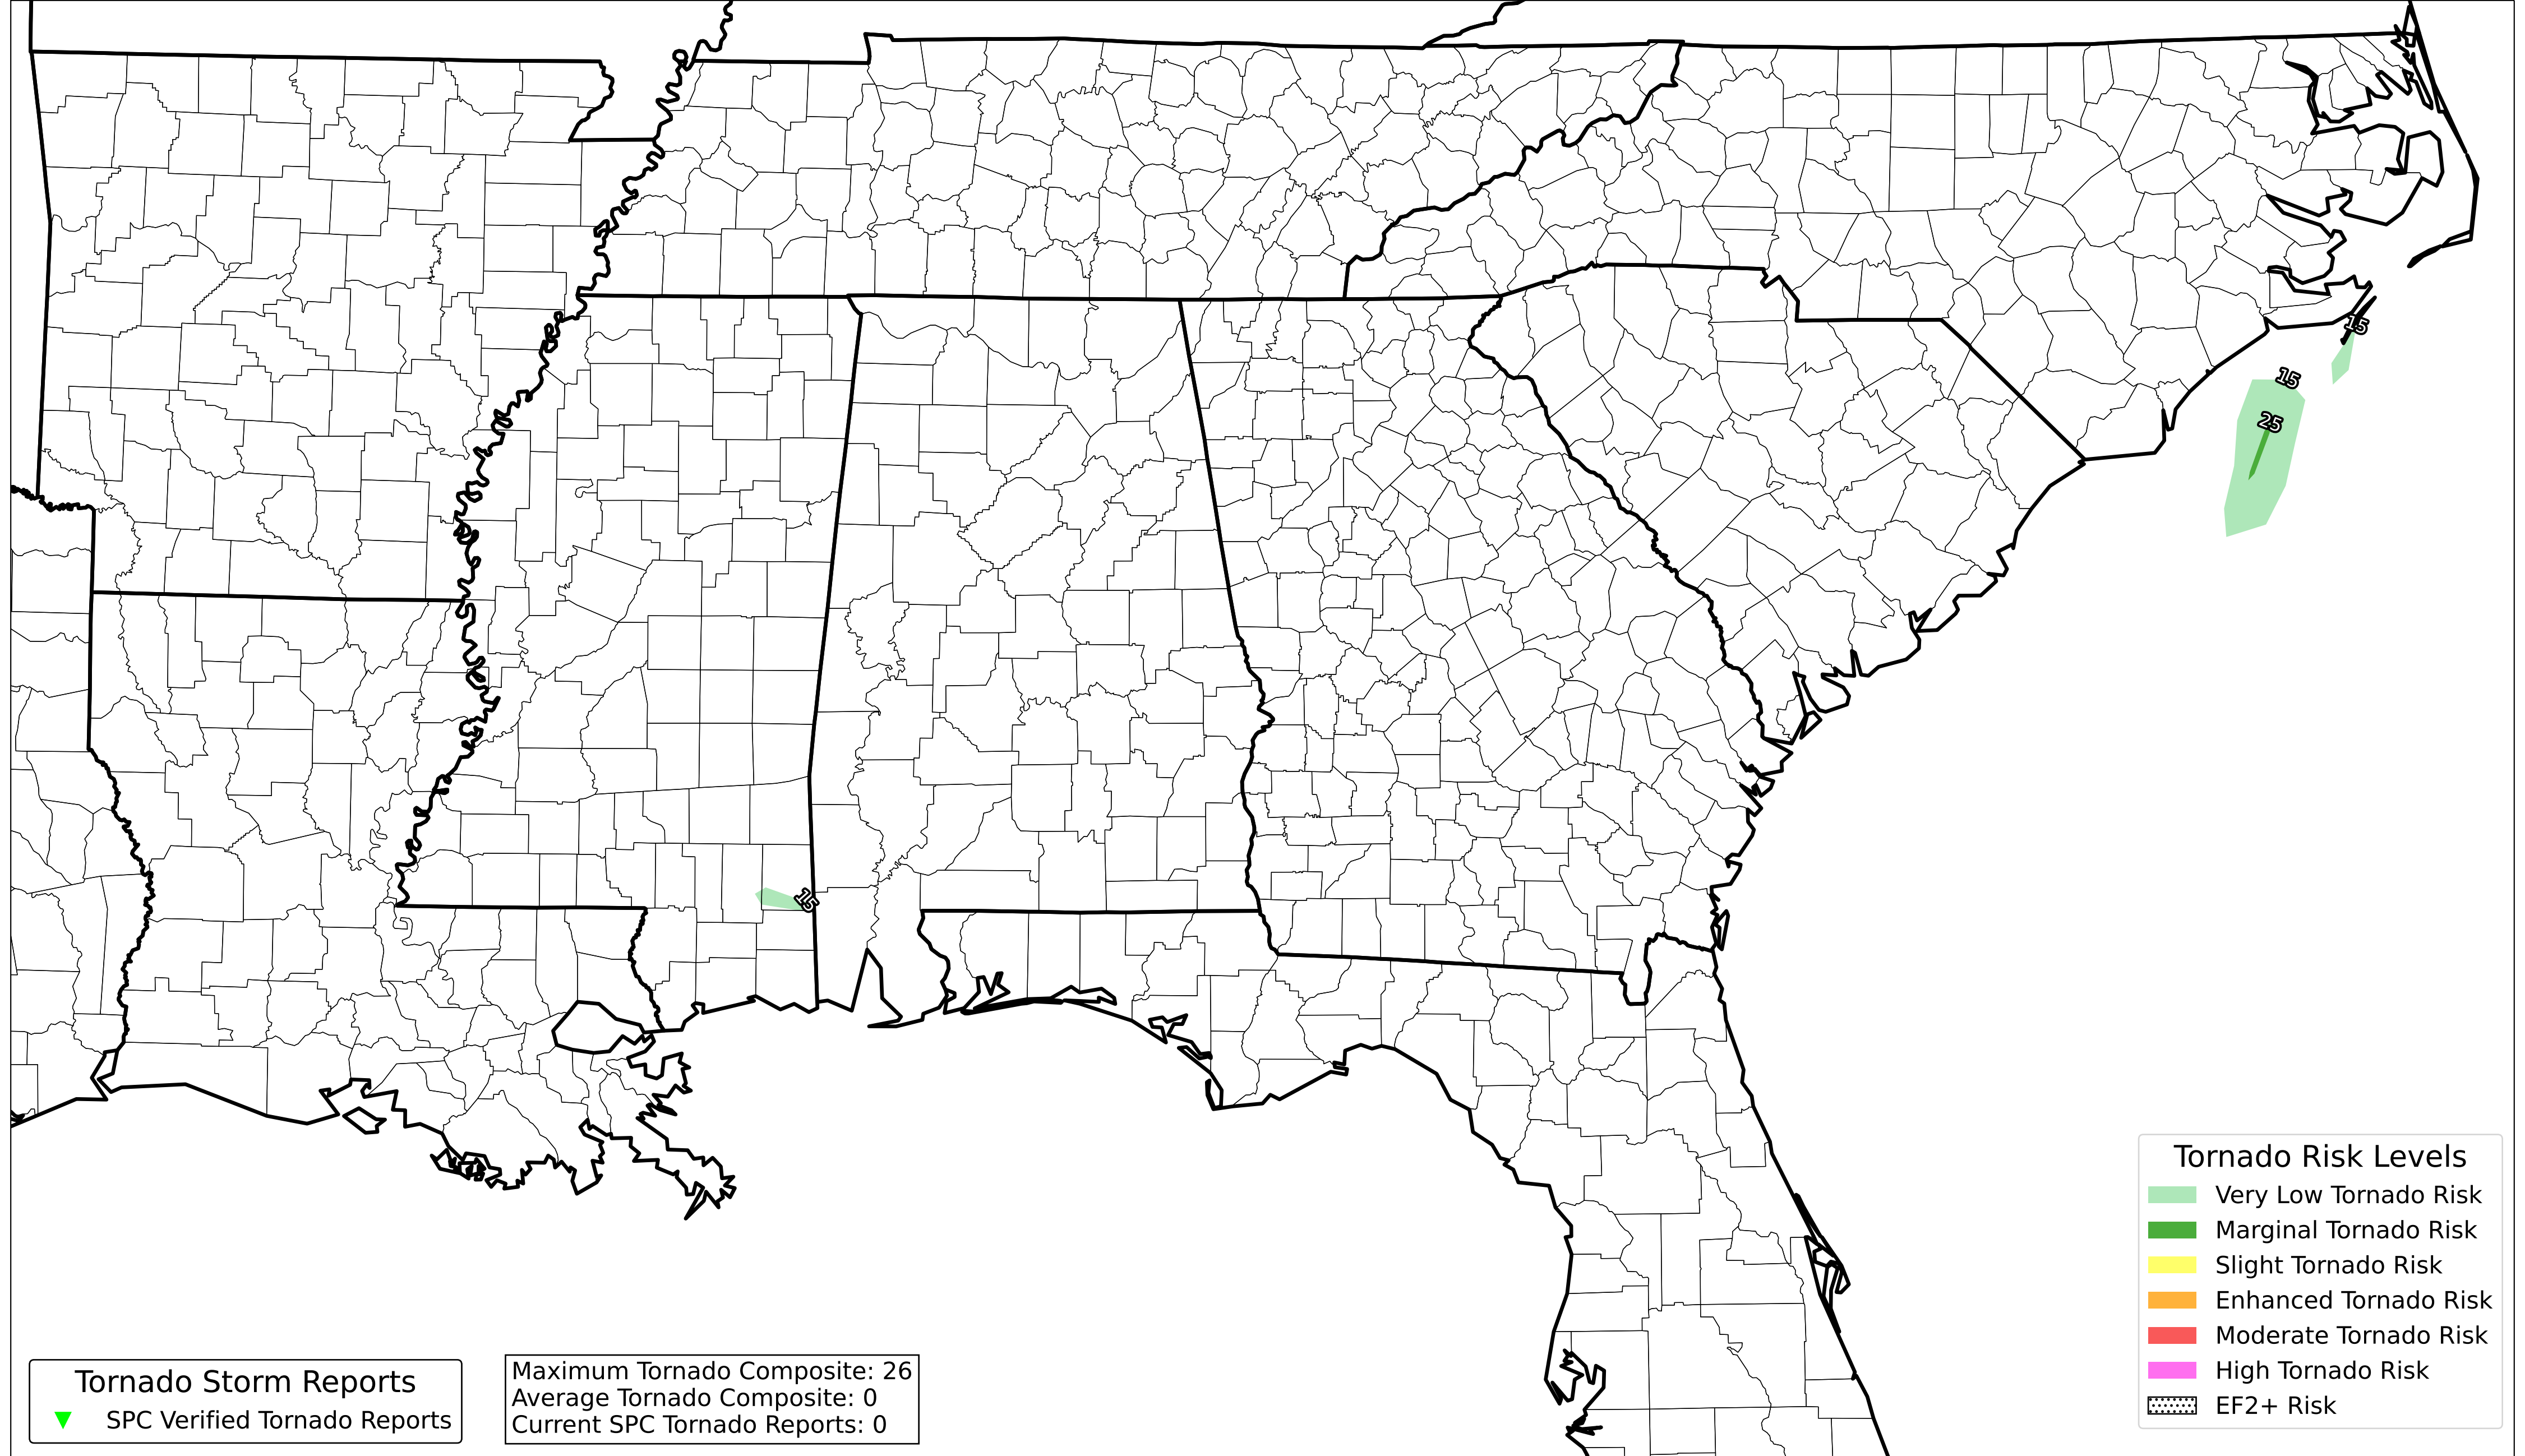 15
15
25
15
Tornado Risk Levels
Very Low Tornado Risk
Marginal Tornado Risk
Slight Tornado Risk
Enhanced Tornado Risk
Moderate Tornado Risk
High Tornado Risk
EF2+ Risk
Tornado Storm Reports
SPC Verified Tornado Reports
Maximum Tornado Composite: 26
Average Tornado Composite: 0
Current SPC Tornado Reports: 0